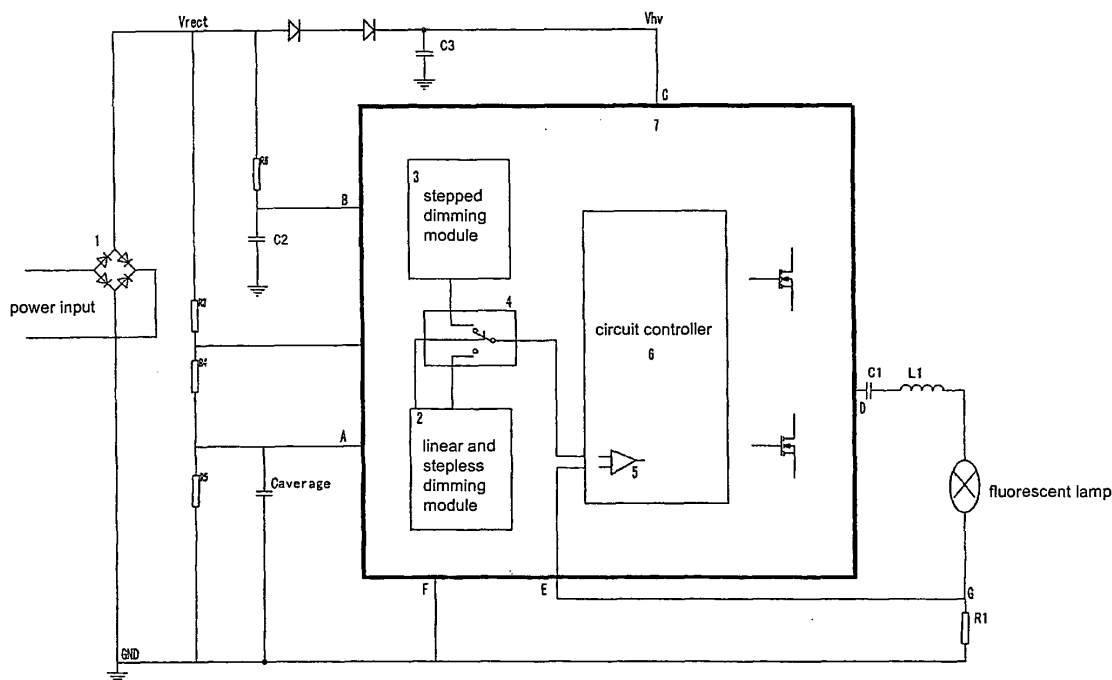 Vrect
Vhv
C3
C
7
R6
B
C2
3
stepped
dimming
module
1
power input
4
circuit controller
6
R4
C1
L1
D
2
linear and
stepless
dimming
module
A
5
R5
Caverage
fluorescent lamp
F
E
G
R1
GND